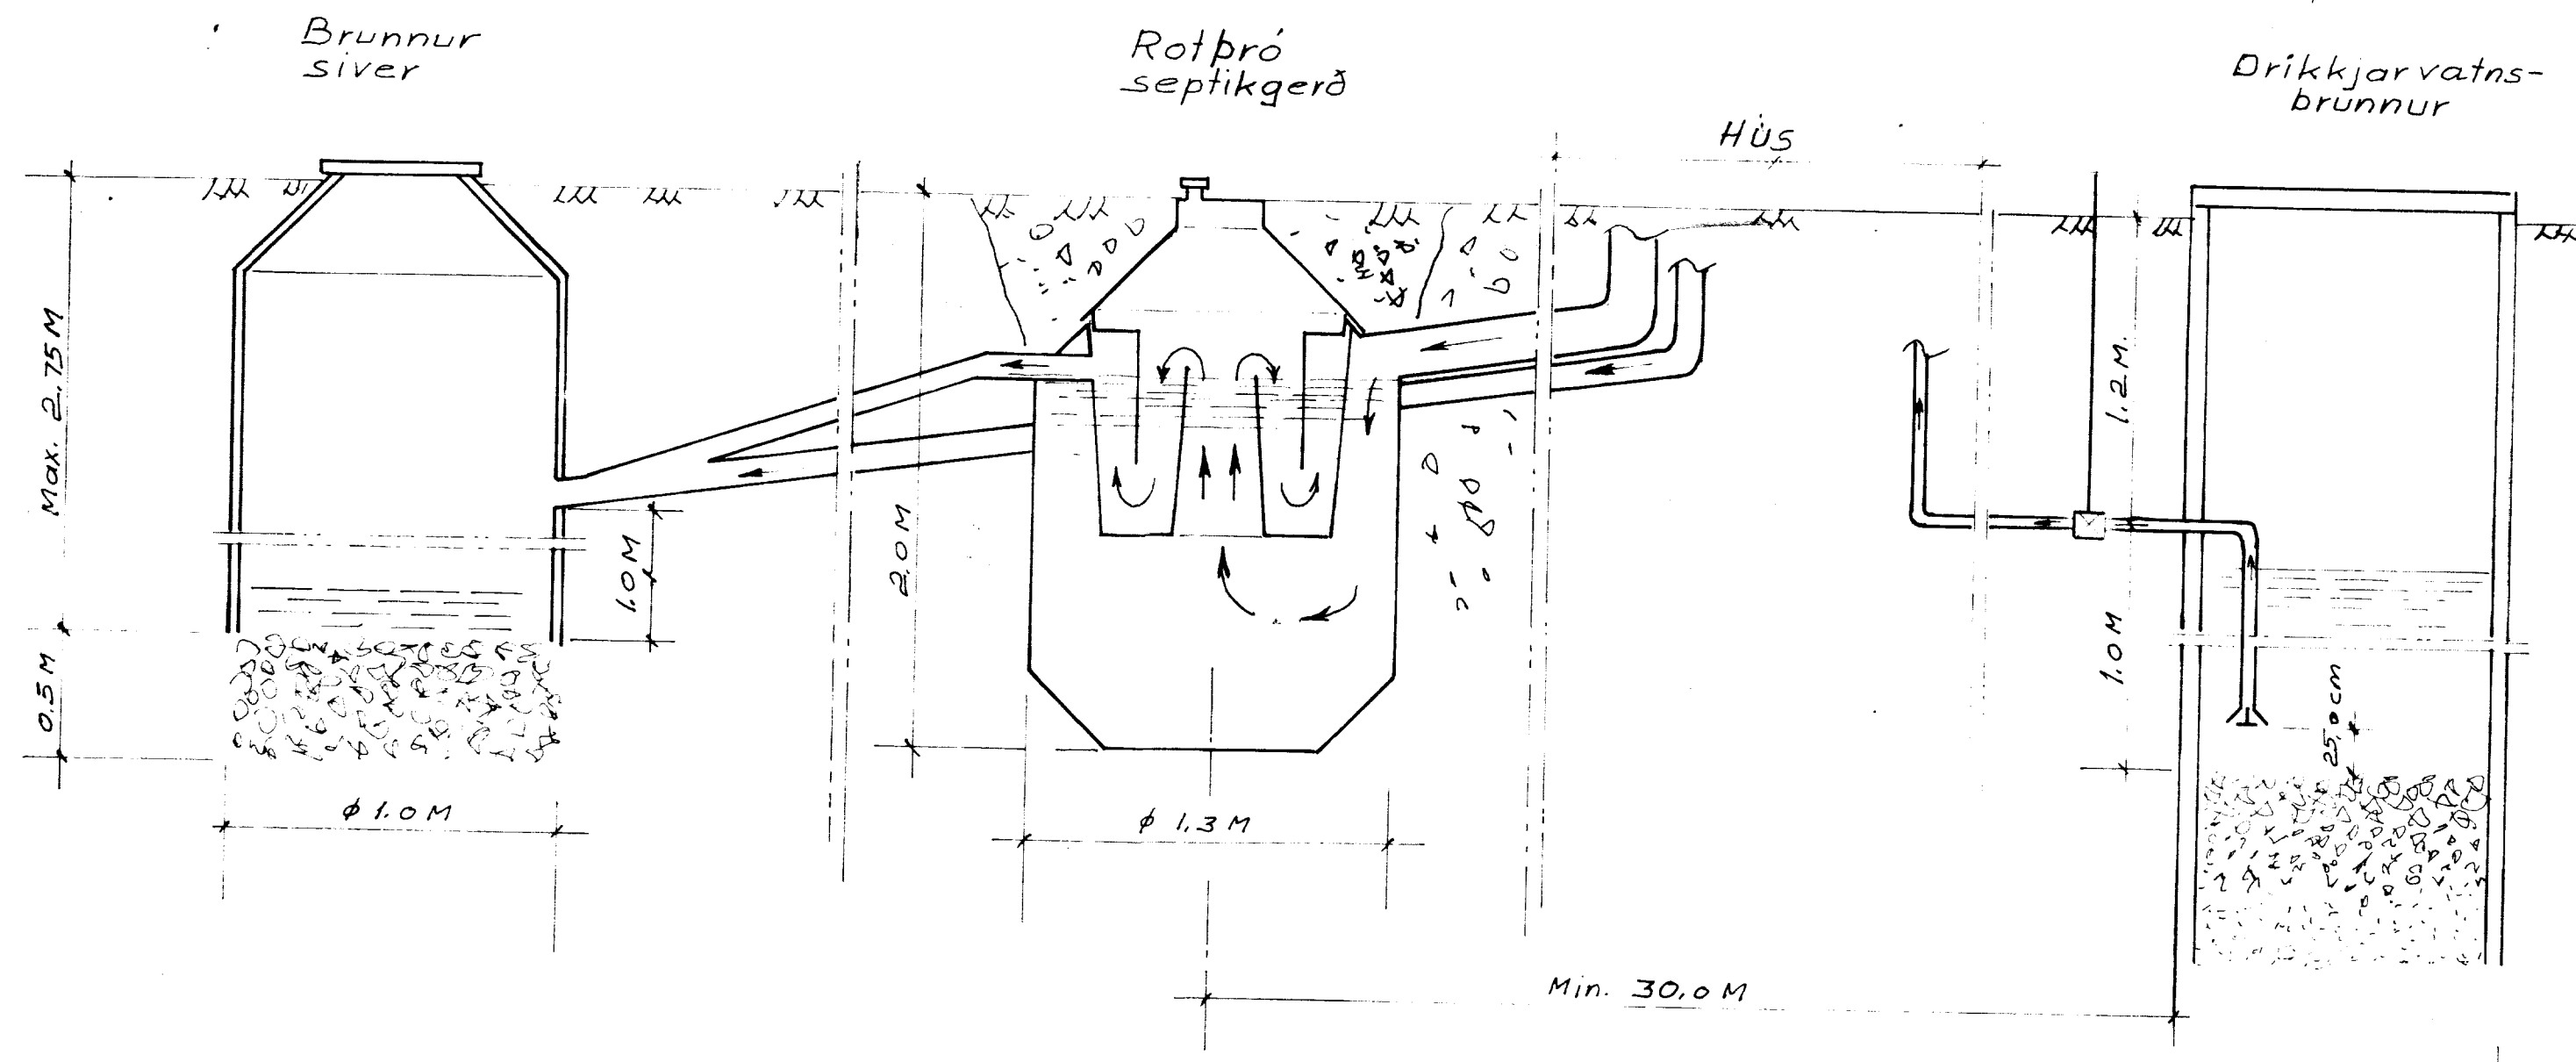 Brunnur
siver
Rotþró
septikgerð
Drikkjarvatns-
brunnur
Hús
Max. 2.75 M
0.5 M
1.0 M
φ 1.0 M
2.0 M
φ 1.3 M
1.2 M.
1.0 M
25,0 cm
Min. 30,0 M